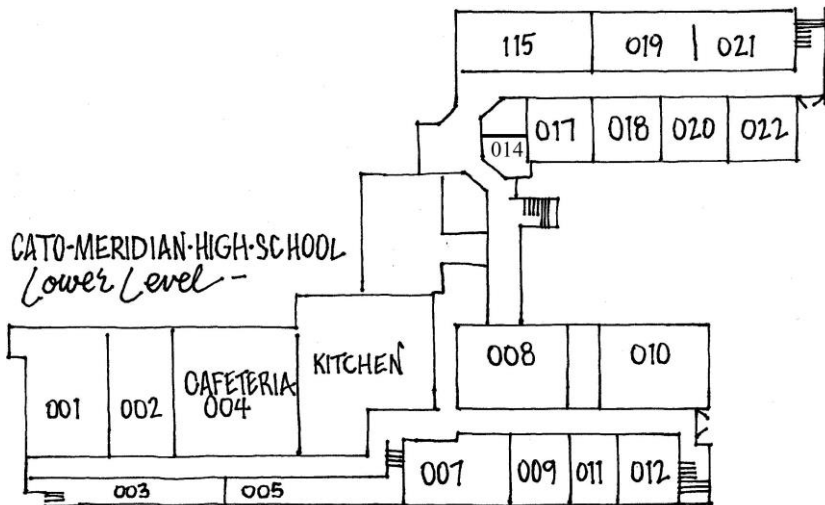 115 019 021
017 018 020 022
014
CATO-MERIDIAN·HIGH·SCHOOL
Lower Level -
008 010
KITCHEN
CAFETERIA
001 002 004
007 009 011 012
003 005